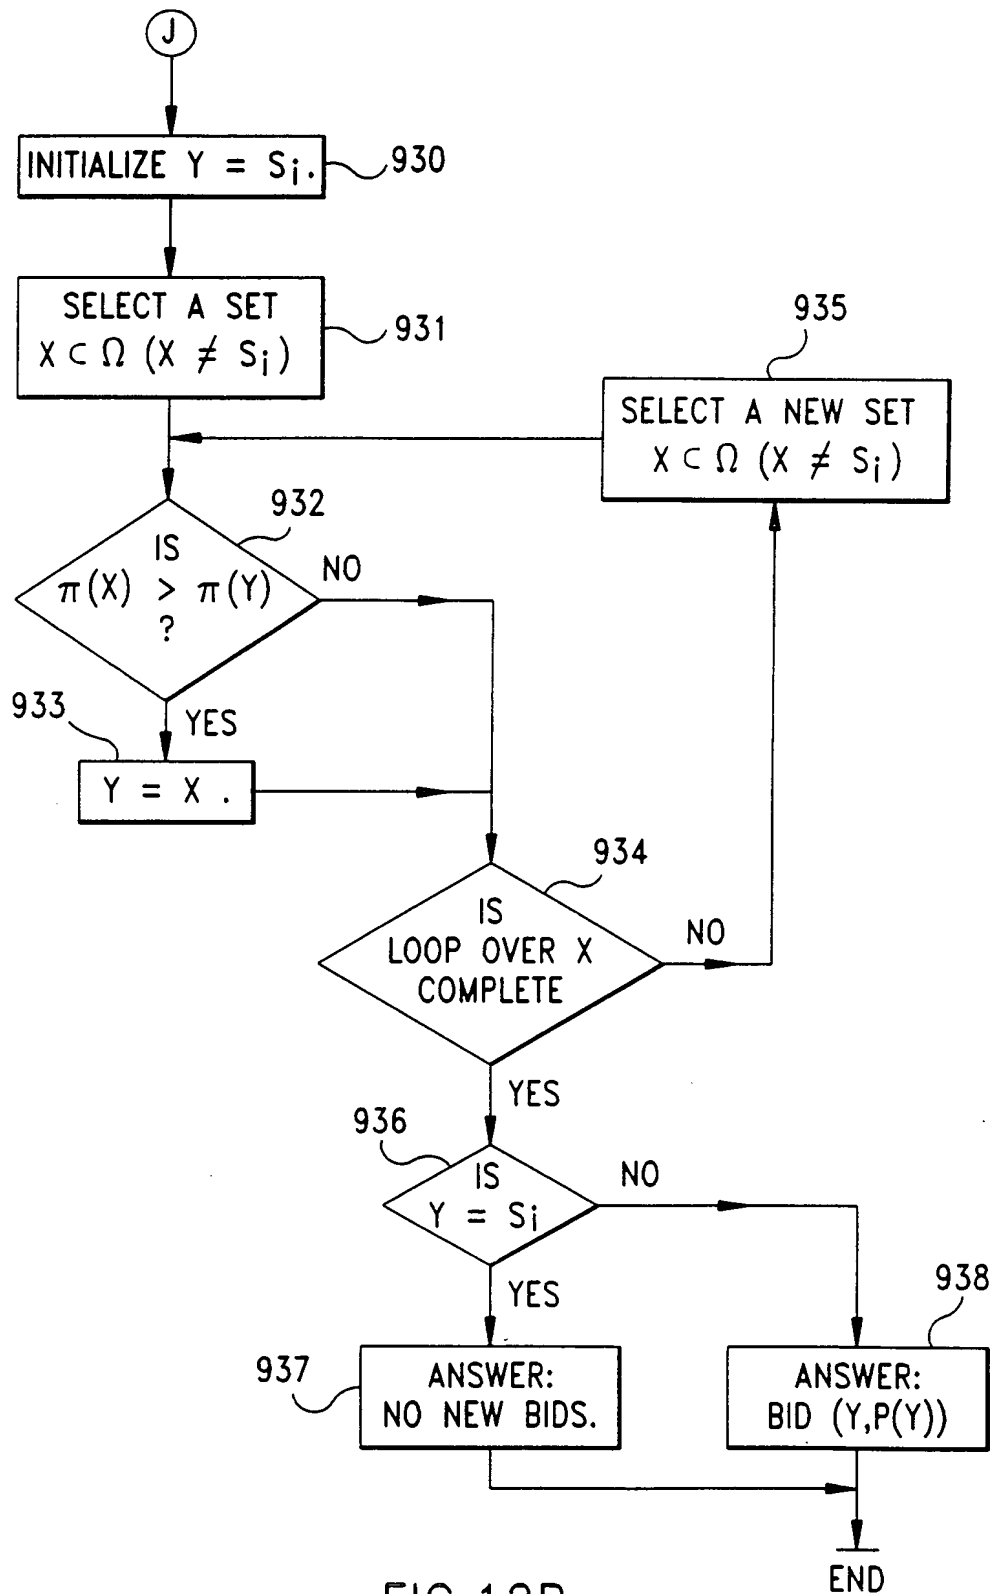 J
INITIALIZE Y = Si.
930
SELECT A SET
X ⊂ Ω (X ≠ Si)
931
935
SELECT A NEW SET
X ⊂ Ω (X ≠ Si)
932
IS
π(X) > π(Y)
?
NO
YES
933
Y = X .
934
IS
LOOP OVER X
COMPLETE
NO
YES
936
IS
Y = Si
NO
YES
937
ANSWER:
NO NEW BIDS.
938
ANSWER:
BID (Y,P(Y))
END